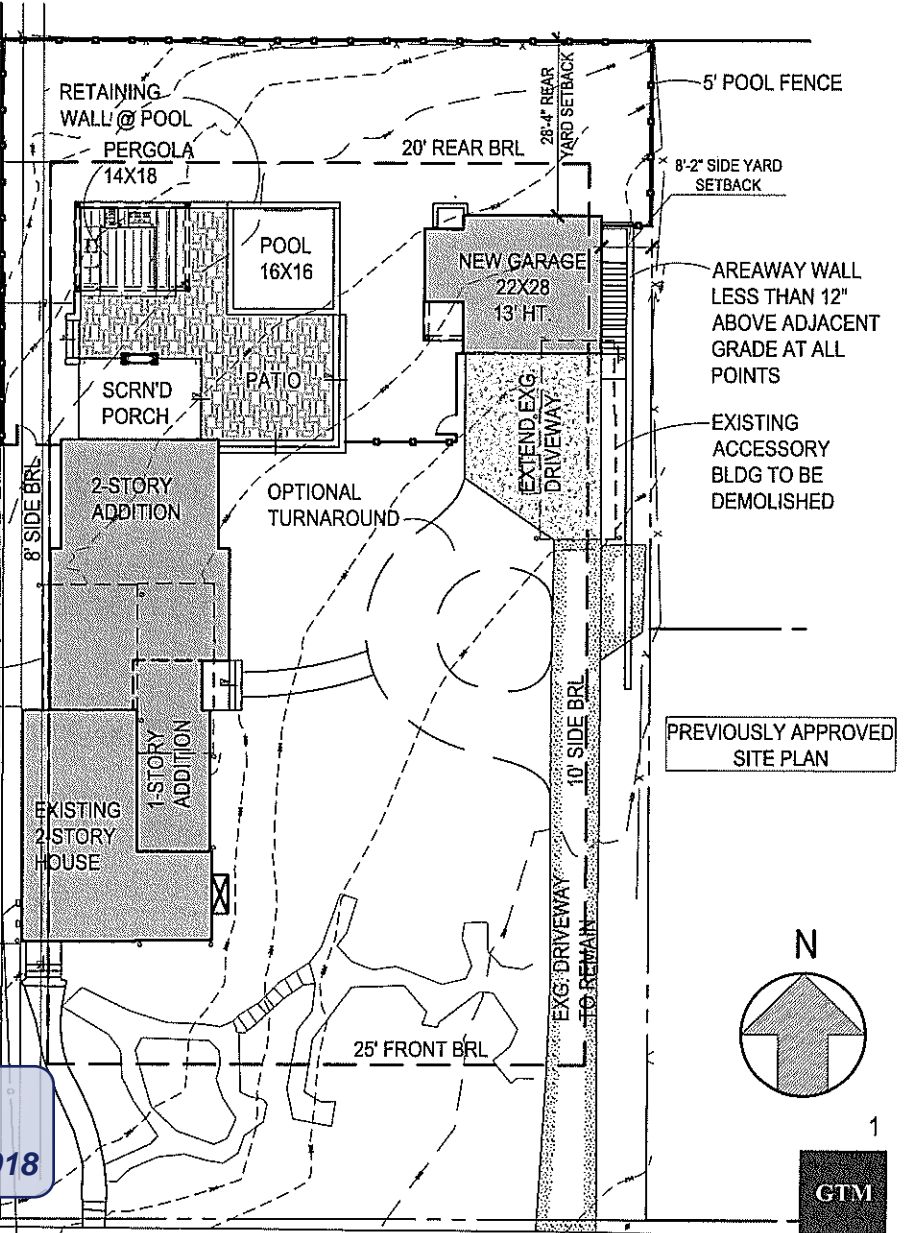 RETAINING
WALL @ POOL
PERGOLA
14X18
28'-4" REAR
YARD SETBACK
5' POOL FENCE
20' REAR BRL
8'-2" SIDE YARD
SETBACK
POOL
16X16
NEW GARAGE
22X28
13' HT.
AREAWAY WALL
LESS THAN 12"
ABOVE ADJACENT
GRADE AT ALL
POINTS
SCRN'D
PORCH
PATIO
EXTEND EXG
DRIVEWAY
EXISTING
ACCESSORY
BLDG TO BE
DEMOLISHED
8' SIDE BRL
2-STORY
ADDITION
OPTIONAL
TURNAROUND
10' SIDE BRL
PREVIOUSLY APPROVED
SITE PLAN
1-STORY
ADDITION
EXISTING
2-STORY
HOUSE
EXG. DRIVEWAY
TO REMAIN
N
25' FRONT BRL
918
1
GTM